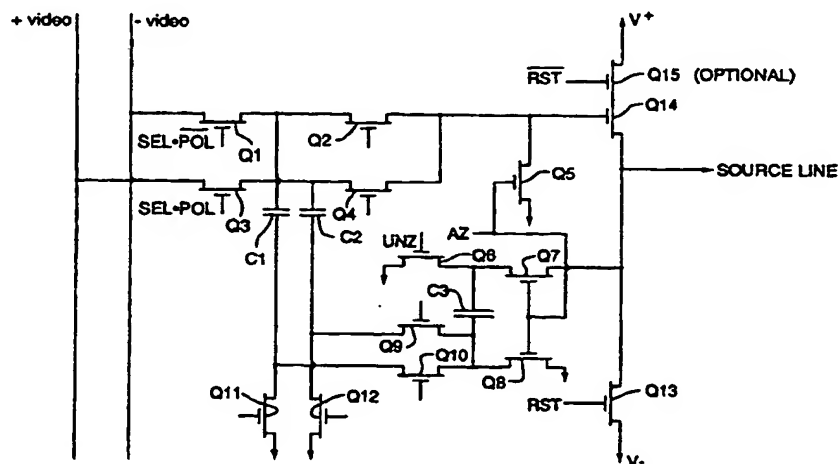 + video
- video
V+
RST
Q15 (OPTIONAL)
Q14
SEL•POL
Q1
Q2
SOURCE LINE
Q5
SEL•POL
Q3
Q4
C1
C2
AZ
UNZ
Q6
Q7
C3
Q9
Q10
Q8
Q11
Q12
RST
Q13
V-